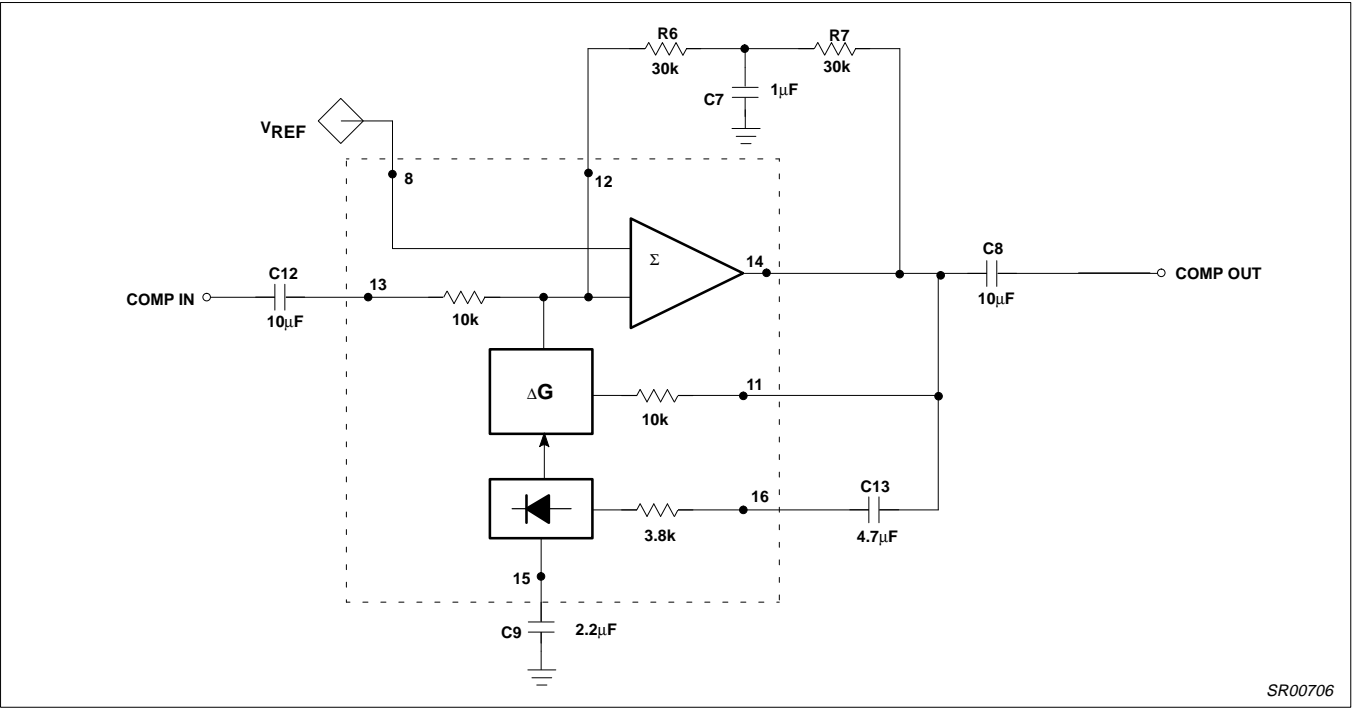 R6
30k
R7
30k
C7
1μF
VREF
8
12
Σ
14
C8
10μF
COMP OUT
COMP IN
C12
10μF
13
10k
ΔG
11
10k
16
C13
4.7μF
3.8k
15
C9
2.2μF
SR00706